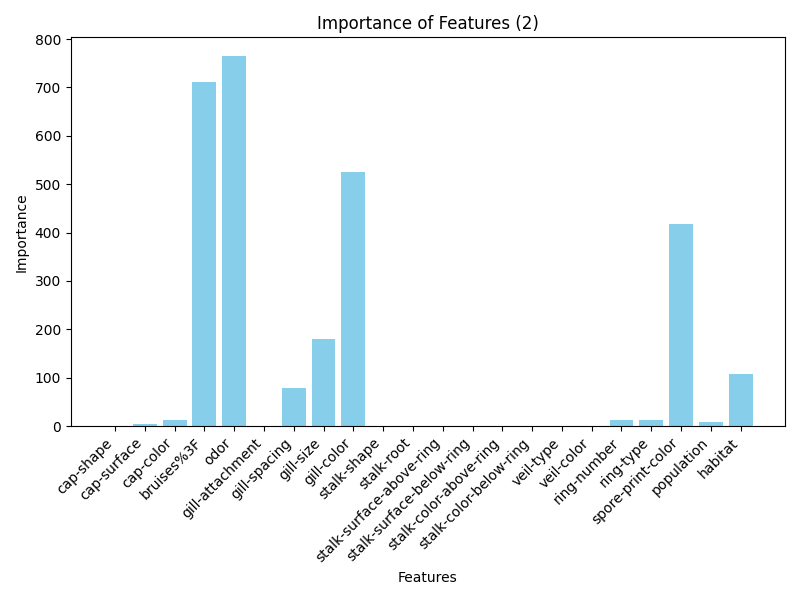 Importance of Features (2)
800
700
600
500
400
300
200
100
0
Importance
cap-shape
cap-surface
cap-color
bruises%3F
odor
gill-attachment
gill-spacing
gill-size
gill-color
stalk-shape
stalk-root
stalk-surface-above-ring
stalk-surface-below-ring
stalk-color-above-ring
stalk-color-below-ring
veil-type
veil-color
ring-number
ring-type
spore-print-color
population
habitat
Features